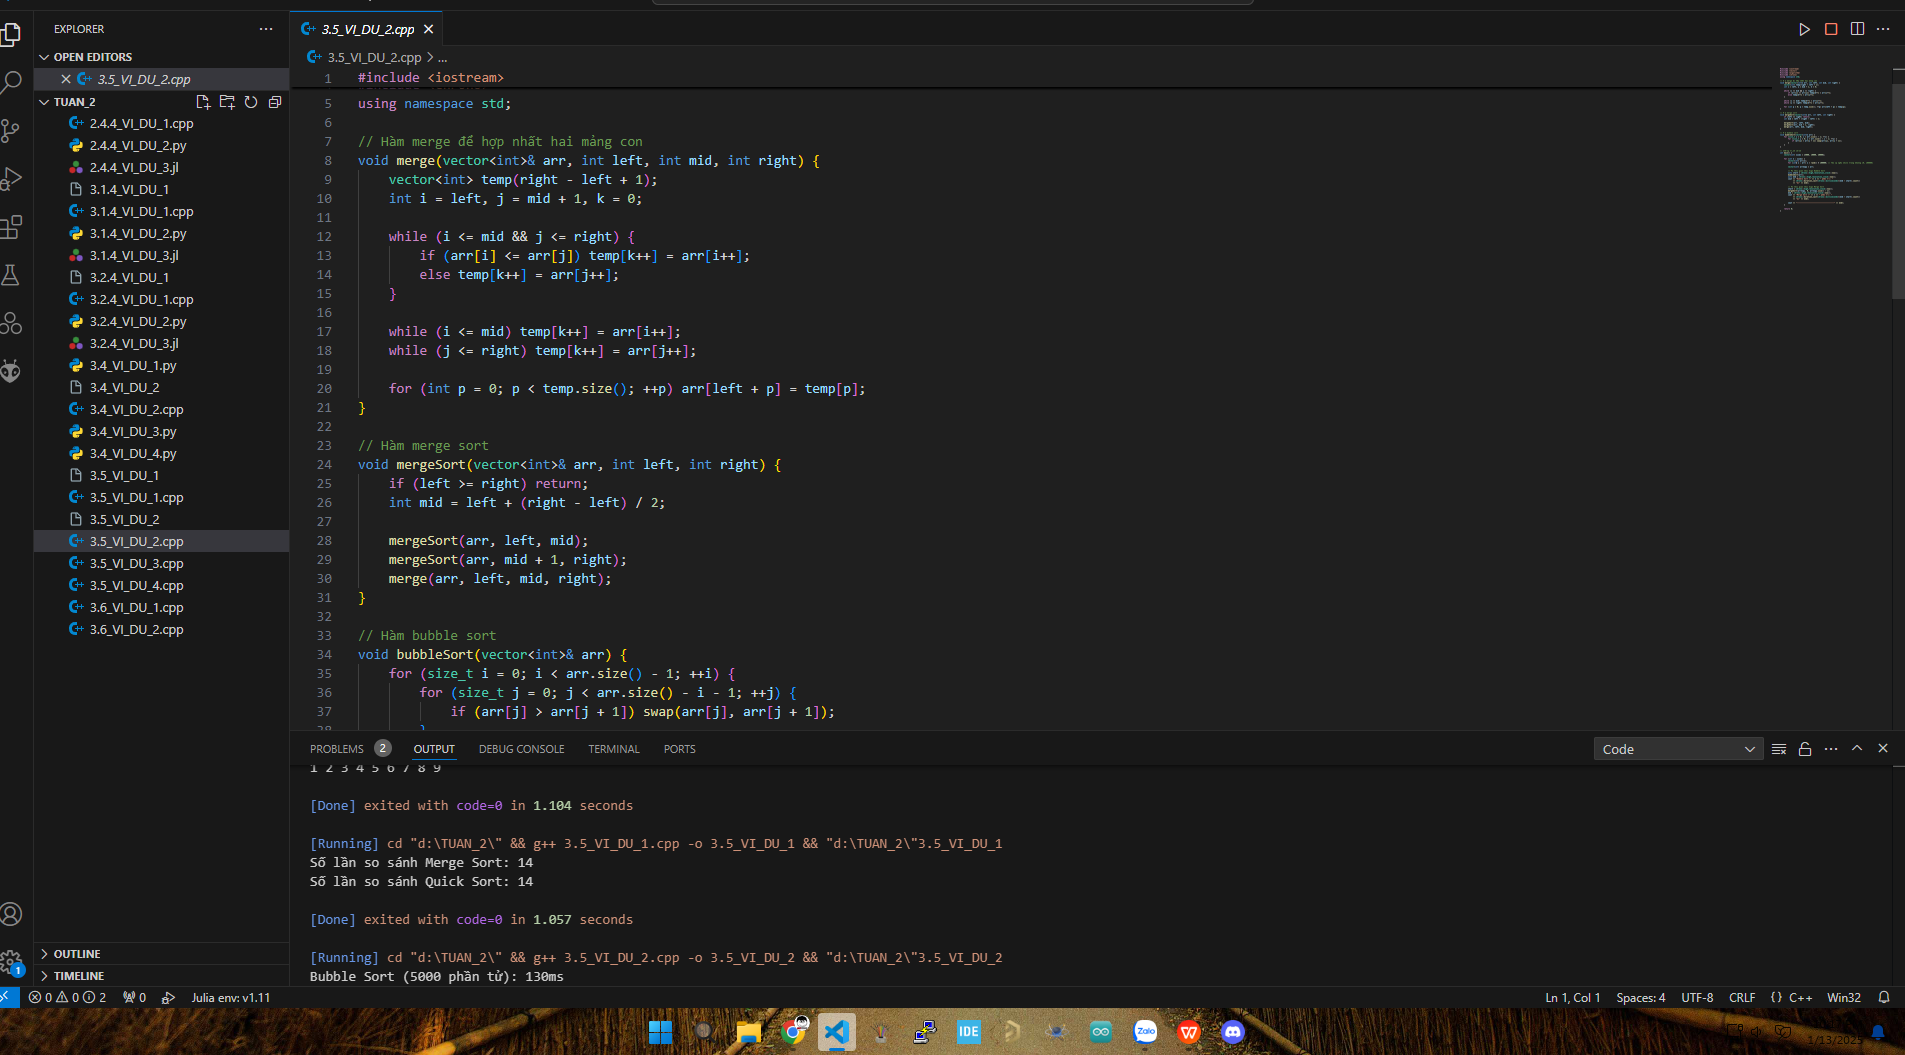 EXPLORER
OPEN EDITORS
3.5_VI_DU_2.cpp
TUAN_2
2.4.4_VI_DU_1.cpp
2.4.4_VI_DU_2.py
2.4.4_VI_DU_3.jl
3.1.4_VI_DU_1
3.1.4_VI_DU_1.cpp
3.1.4_VI_DU_2.py
3.1.4_VI_DU_3.jl
3.2.4_VI_DU_1
3.2.4_VI_DU_1.cpp
3.2.4_VI_DU_2.py
3.2.4_VI_DU_3.jl
3.4_VI_DU_1.py
3.4_VI_DU_2
3.4_VI_DU_2.cpp
3.4_VI_DU_3.py
3.4_VI_DU_4.py
3.5_VI_DU_1
3.5_VI_DU_1.cpp
3.5_VI_DU_2
3.5_VI_DU_2.cpp
3.5_VI_DU_3.cpp
3.5_VI_DU_4.cpp
3.6_VI_DU_1.cpp
3.6_VI_DU_2.cpp
OUTLINE
TIMELINE
3.5_VI_DU_2.cpp
3.5_VI_DU_2.cpp > ...
1 #include <iostream>
5 using namespace std;
6
7 // Hàm merge để hợp nhất hai mảng con
8 void merge(vector<int>& arr, int left, int mid, int right) {
9 vector<int> temp(right - left + 1);
10 int i = left, j = mid + 1, k = 0;
11
12 while (i <= mid && j <= right) {
13 if (arr[i] <= arr[j]) temp[k++] = arr[i++];
14 else temp[k++] = arr[j++];
15 }
16
17 while (i <= mid) temp[k++] = arr[i++];
18 while (j <= right) temp[k++] = arr[j++];
19
20 for (int p = 0; p < temp.size(); ++p) arr[left + p] = temp[p];
21 }
22
23 // Hàm merge sort
24 void mergeSort(vector<int>& arr, int left, int right) {
25 if (left >= right) return;
26 int mid = left + (right - left) / 2;
27
28 mergeSort(arr, left, mid);
29 mergeSort(arr, mid + 1, right);
30 merge(arr, left, mid, right);
31 }
32
33 // Hàm bubble sort
34 void bubbleSort(vector<int>& arr) {
35 for (size_t i = 0; i < arr.size() - 1; ++i) {
36 for (size_t j = 0; j < arr.size() - i - 1; ++j) {
37 if (arr[j] > arr[j + 1]) swap(arr[j], arr[j + 1]);
38 }
PROBLEMS 2 OUTPUT DEBUG CONSOLE TERMINAL PORTS Code
1 2 3 4 5 6 7 8 9
[Done] exited with code=0 in 1.104 seconds
[Running] cd "d:\TUAN_2\" && g++ 3.5_VI_DU_1.cpp -o 3.5_VI_DU_1 && "d:\TUAN_2\"3.5_VI_DU_1
Số lần so sánh Merge Sort: 14
Số lần so sánh Quick Sort: 14
[Done] exited with code=0 in 1.057 seconds
[Running] cd "d:\TUAN_2\" && g++ 3.5_VI_DU_2.cpp -o 3.5_VI_DU_2 && "d:\TUAN_2\"3.5_VI_DU_2
Bubble Sort (5000 phần tử): 130ms
1
0 0 2 0 Julia env: v1.11 Ln 1, Col 1 Spaces: 4 UTF-8 CRLF {} C++ Win32
IDE Zalo